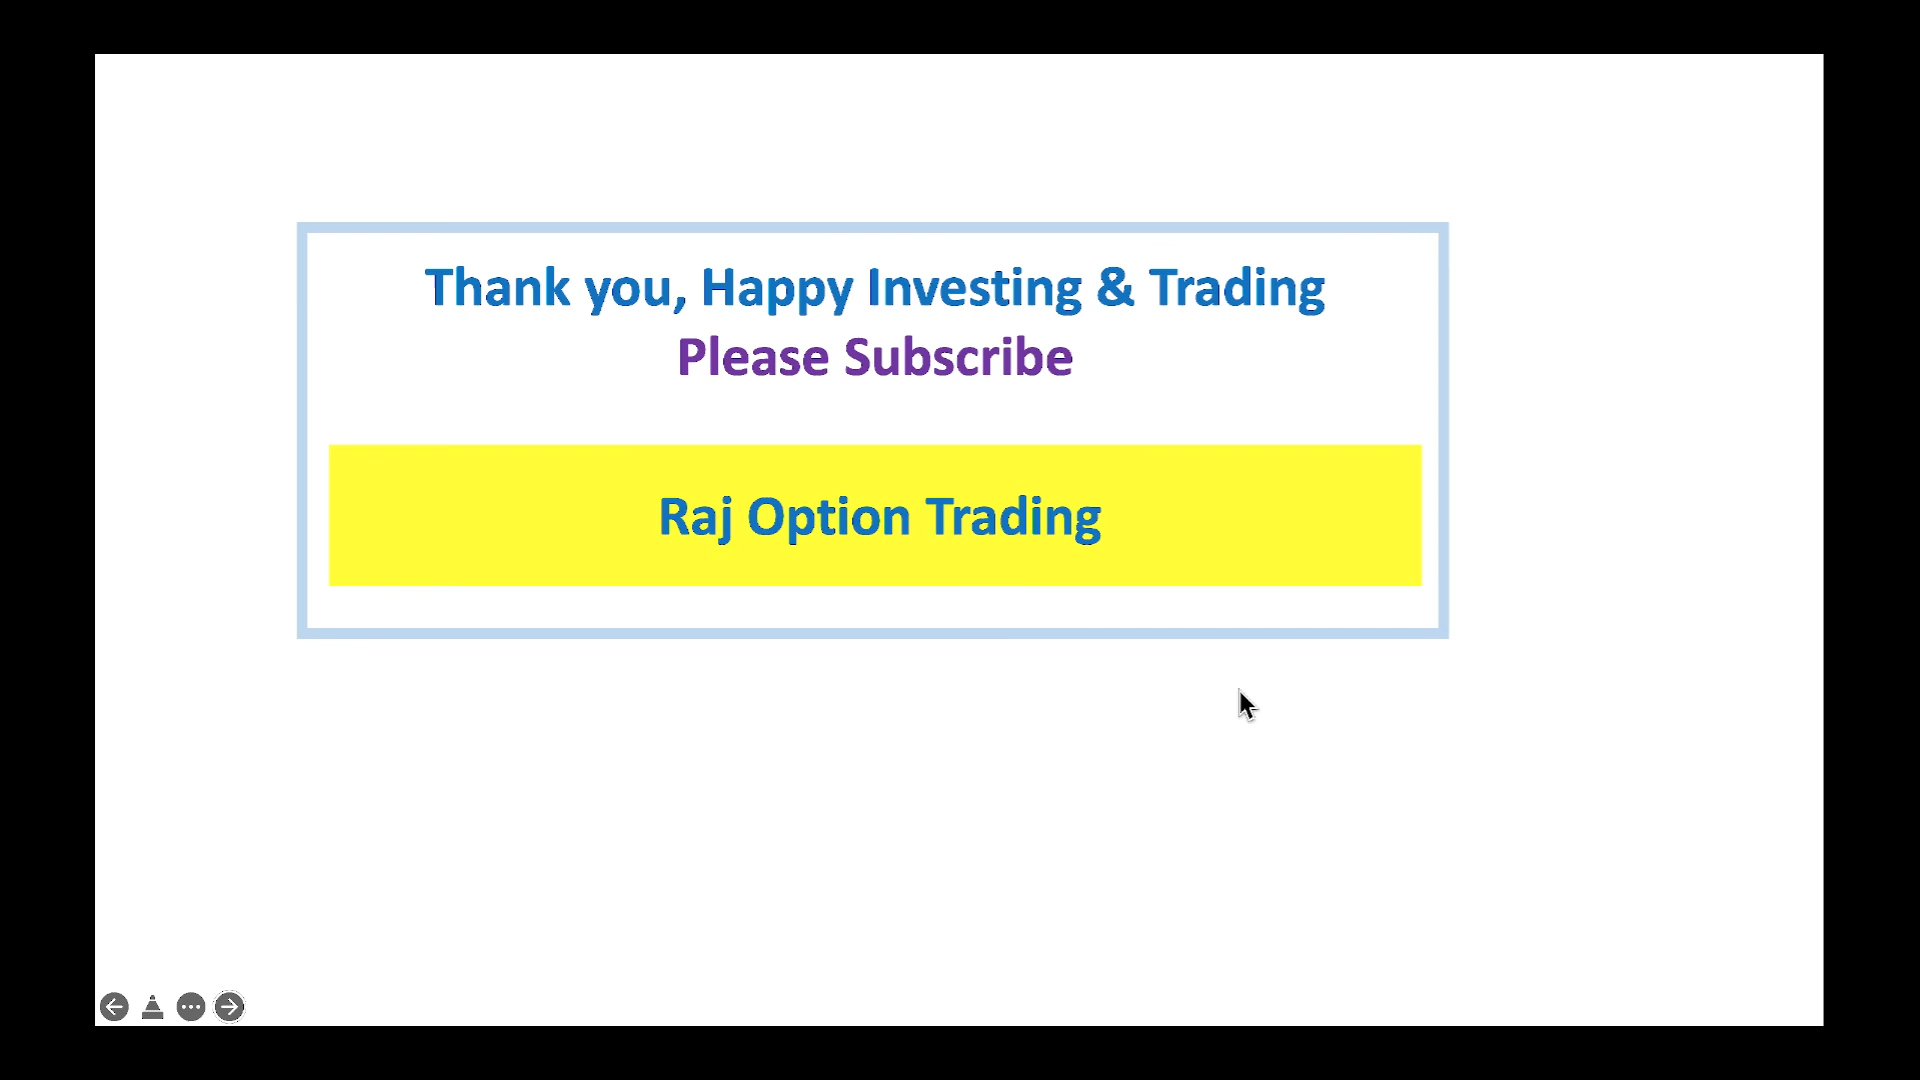 Thank you, Happy Investing & Trading
Please Subscribe
Raj Option Trading